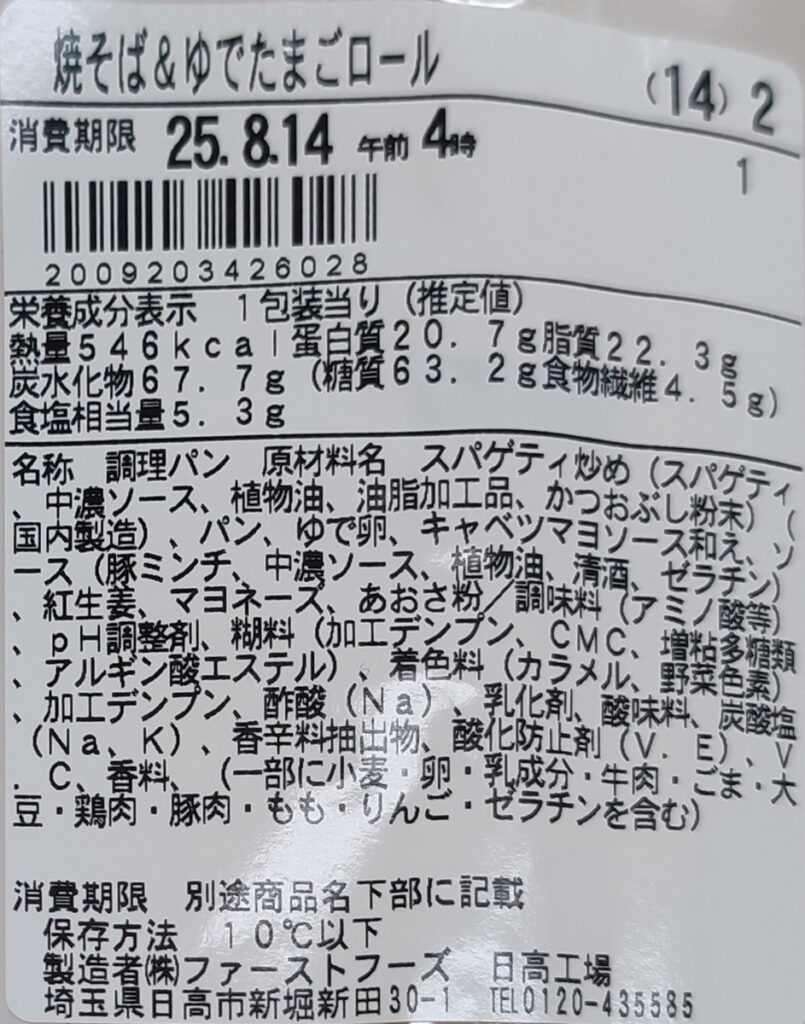 焼そば&ゆでたまごロール
(14) 2
消費期限 25.8.14 午前 4時
1
2009203426028
栄養成分表示 1包装当り(推定値)
熱量546kcal蛋白質20.7g脂質22.3g
炭水化物67.7g(糖質63.2g食物繊維4.5g)
食塩相当量5.3g
名称 調理パン 原材料名 スパゲティ炒め(スパゲティ
、中濃ソース、植物油、油脂加工品、かつおぶし粉末)(
国内製造)、パン、ゆで卵、キャベツマヨソース和え、ソ
ース(豚ミンチ、中濃ソース、植物油、清酒、ゼラチン)
、紅生姜、マヨネーズ、あおさ粉/調味料(アミノ酸等)
、pH調整剤、糊料(加工デンプン、CMC、増粘多糖類
、アルギン酸エステル)、着色料(カラメル、野菜色素)
、加工デンプン、酢酸(Na)、乳化剤、酸味料、炭酸塩
(Na、K)、香辛料抽出物、酸化防止剤(V.E)、V
.C、香料、(一部に小麦・卵・乳成分・牛肉・ごま・大
豆・鶏肉・豚肉・もも・りんご・ゼラチンを含む)
消費期限 別途商品名下部に記載
保存方法 10℃以下
製造者㈱ファーストフーズ 日高工場
埼玉県日高市新堀新田30-1 TEL0120-435585